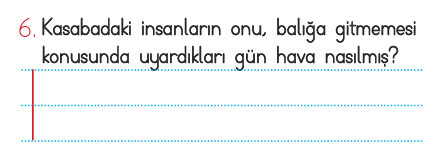 6. Kasabadaki insanların onu, balığa gitmemesi
konusunda uyardıkları gün hava nasılmış?